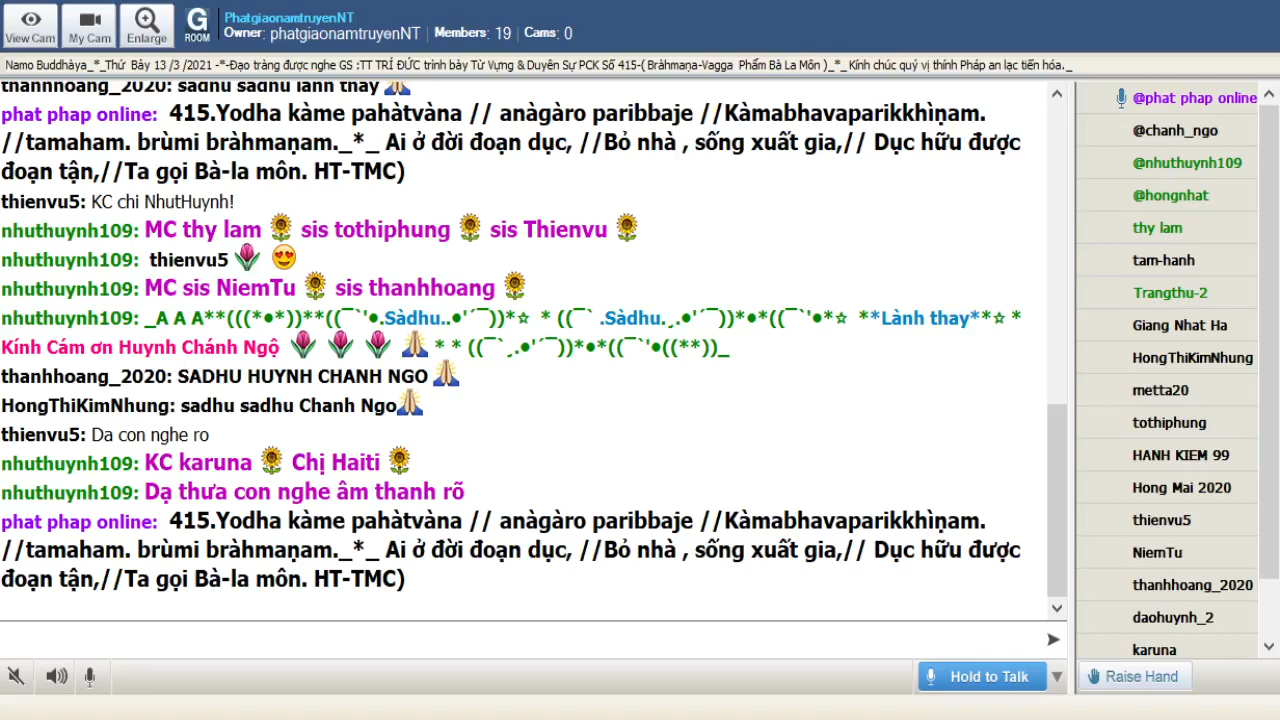 View Cam
My Cam
Enlarge
G
ROOM
PhatgiaonamtruyenNT
Owner: phatgiaonamtruyenNT Members: 19 Cams: 0
Namo Buddhàya_*_Thứ Bảy 13 /3 /2021 -*-Đạo tràng được nghe GS :TT TRÍ ĐỨC trình bày Từ Vựng & Duyên Sự PCK Số 415-( Bràhmaṇa-Vagga Phẩm Bà La Môn )_*_Kính chúc quý vị thính Pháp an lạc tiến hóa._
thanhhoang_2020: sadhu sadhu lanh thay 🙏
phat phap online: 415.Yodha kàme pahàtvàna // anàgàro paribbaje //Kàmabhavaparikkhìṇam.
//tamaham. brùmi bràhmaṇam._*_ Ai ở đời đoạn dục, //Bỏ nhà , sống xuất gia,// Dục hữu được
đoạn tận,//Ta gọi Bà-la môn. HT-TMC)
thienvu5: KC chi NhutHuynh!
nhuthuynh109: MC thy lam 🌻 sis tothiphung 🌻 sis Thienvu 🌻
nhuthuynh109: thienvu5 🌷 😍
nhuthuynh109: MC sis NiemTu 🌻 sis thanhhoang 🌻
nhuthuynh109: _A A A**(((*•*))**((¯`'•.Sàdhu..•'´¯))*☆ * ((¯` .Sàdhu.¸.•'´¯))*•*((¯`'•*☆ **Lành thay**☆ *
Kính Cám ơn Huynh Chánh Ngộ 🌷 🌷 🌷 🙏 * * ((¯`¸.•'´¯))*•*((¯`'•((**))_
thanhhoang_2020: SADHU HUYNH CHANH NGO 🙏
HongThiKimNhung: sadhu sadhu Chanh Ngo🙏
thienvu5: Da con nghe ro
nhuthuynh109: KC karuna 🌻 Chị Haiti 🌻
nhuthuynh109: Dạ thưa con nghe âm thanh rõ
phat phap online: 415.Yodha kàme pahàtvàna // anàgàro paribbaje //Kàmabhavaparikkhìṇam.
//tamaham. brùmi bràhmaṇam._*_ Ai ở đời đoạn dục, //Bỏ nhà , sống xuất gia,// Dục hữu được
đoạn tận,//Ta gọi Bà-la môn. HT-TMC)
Hold to Talk
@phat phap online
@chanh_ngo
@nhuthuynh109
@hongnhat
thy lam
tam-hanh
Trangthu-2
Giang Nhat Ha
HongThiKimNhung
metta20
tothiphung
HANH KIEM 99
Hong Mai 2020
thienvu5
NiemTu
thanhhoang_2020
daohuynh_2
karuna
Raise Hand